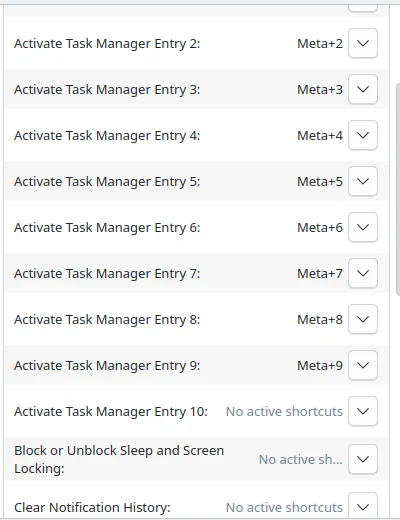 Activate Task Manager Entry 2: Meta+2
Activate Task Manager Entry 3: Meta+3
Activate Task Manager Entry 4: Meta+4
Activate Task Manager Entry 5: Meta+5
Activate Task Manager Entry 6: Meta+6
Activate Task Manager Entry 7: Meta+7
Activate Task Manager Entry 8: Meta+8
Activate Task Manager Entry 9: Meta+9
Activate Task Manager Entry 10: No active shortcuts
Block or Unblock Sleep and Screen
Locking:
No active sh...
Clear Notification History: No active shortcuts